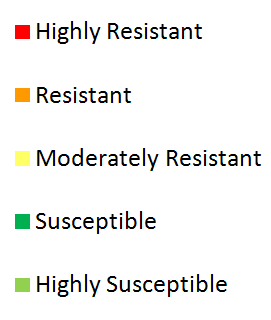 Highly Resistant
Resistant
Moderately Resistant
Susceptible
Highly Susceptible